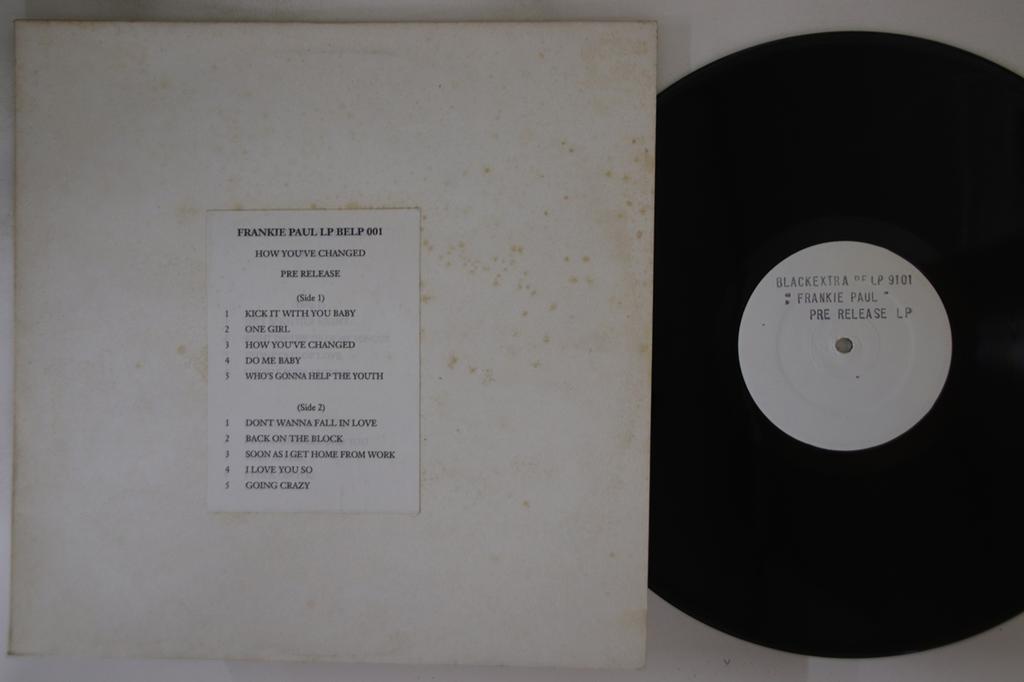 FRANKIE PAUL LP BELP 001
HOW YOU'VE CHANGED
PRE RELEASE
(Side 1)
1 KICK IT WITH YOU BABY
2 ONE GIRL
3 HOW YOU'VE CHANGED
4 DO ME BABY
5 WHO'S GONNA HELP THE YOUTH
(Side 2)
1 DON'T WANNA FALL IN LOVE
2 BACK ON THE BLOCK
3 SOON AS I GET HOME FROM WORK
4 I LOVE YOU SO
5 GOING CRAZY
BLACKEXTRA LP 9101
" FRANKIE PAUL "
PRE RELEASE LP